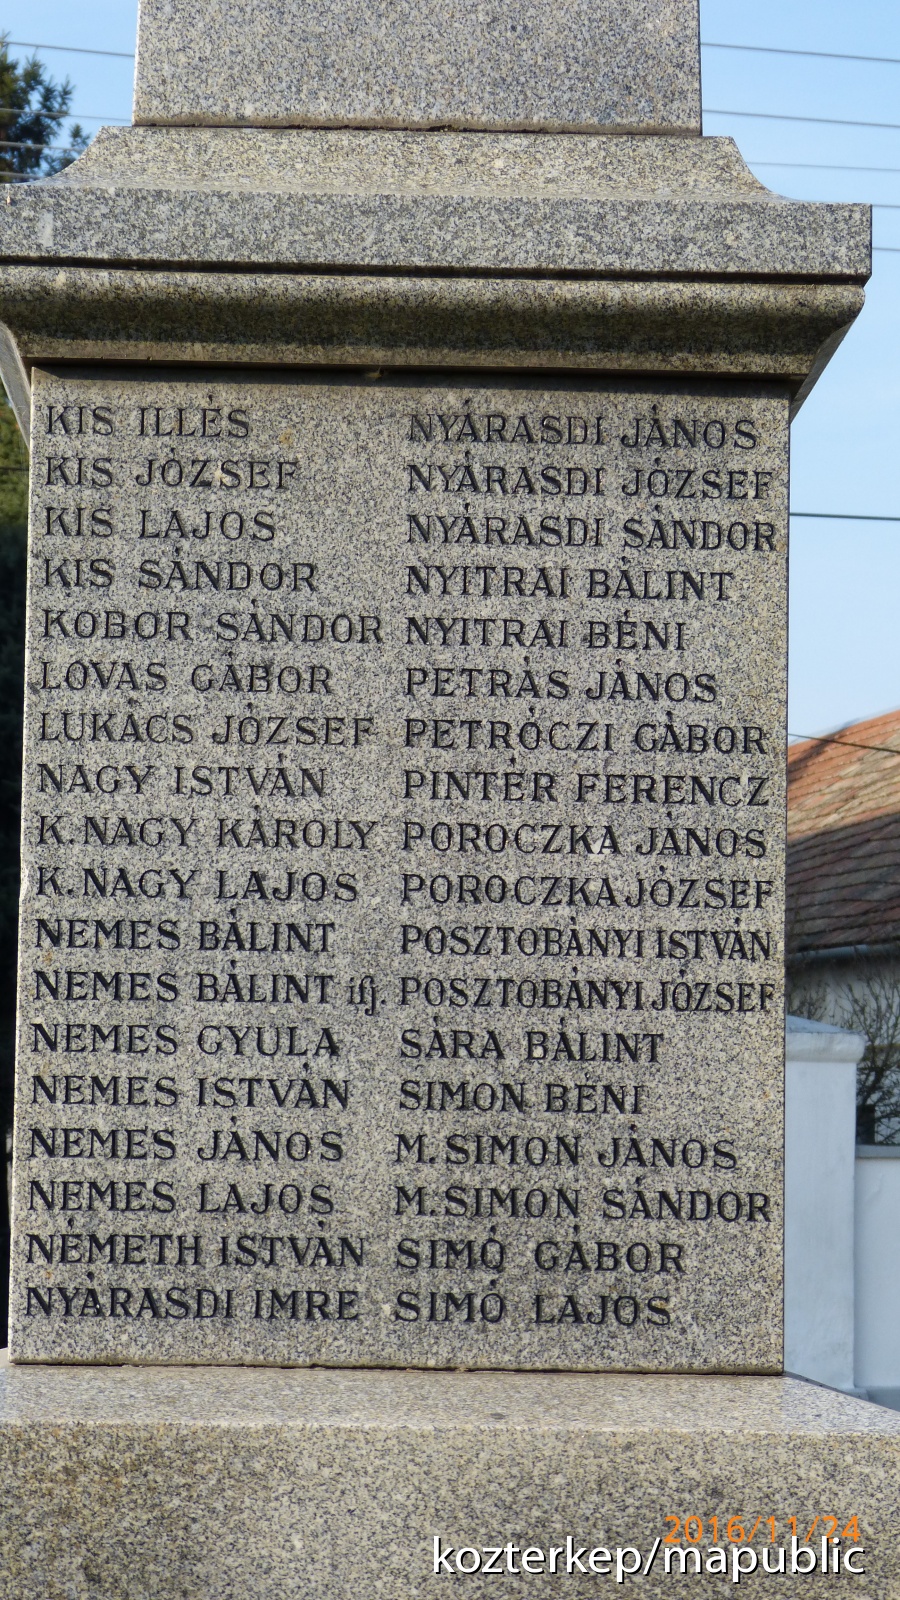 KIS ILLÉS
KIS JÓZSEF
KIS LAJOS
KIS SÁNDOR
KOBOR SÁNDOR
LOVAS GÁBOR
LUKÁCS JÓZSEF
NAGY ISTVÁN
K. NAGY KÁROLY
K. NAGY LAJOS
NEMES BÁLINT
NEMES BÁLINT ifj.
NEMES GYULA
NEMES ISTVÁN
NEMES JÁNOS
NEMES LAJOS
NÉMETH ISTVÁN
NYÁRASDI IMRE
NYÁRASDI JÁNOS
NYÁRASDI JÓZSEF
NYÁRASDI SÁNDOR
NYITRAI BÁLINT
NYITRAI BÉNI
PETRÁS JÁNOS
PETRÓCZI GÁBOR
PINTÉR FERENCZ
POROCZKA JÁNOS
POROCZKA JÓZSEF
POSZTOBÁNYI ISTVÁN
POSZTOBÁNYI JÓZSEF
SÁRA BÁLINT
SIMON BÉNI
M. SIMON JÁNOS
M. SIMON SÁNDOR
SIMÓ GÁBOR
SIMÓ LAJOS
2016/11/24
kozterkep/mapublic